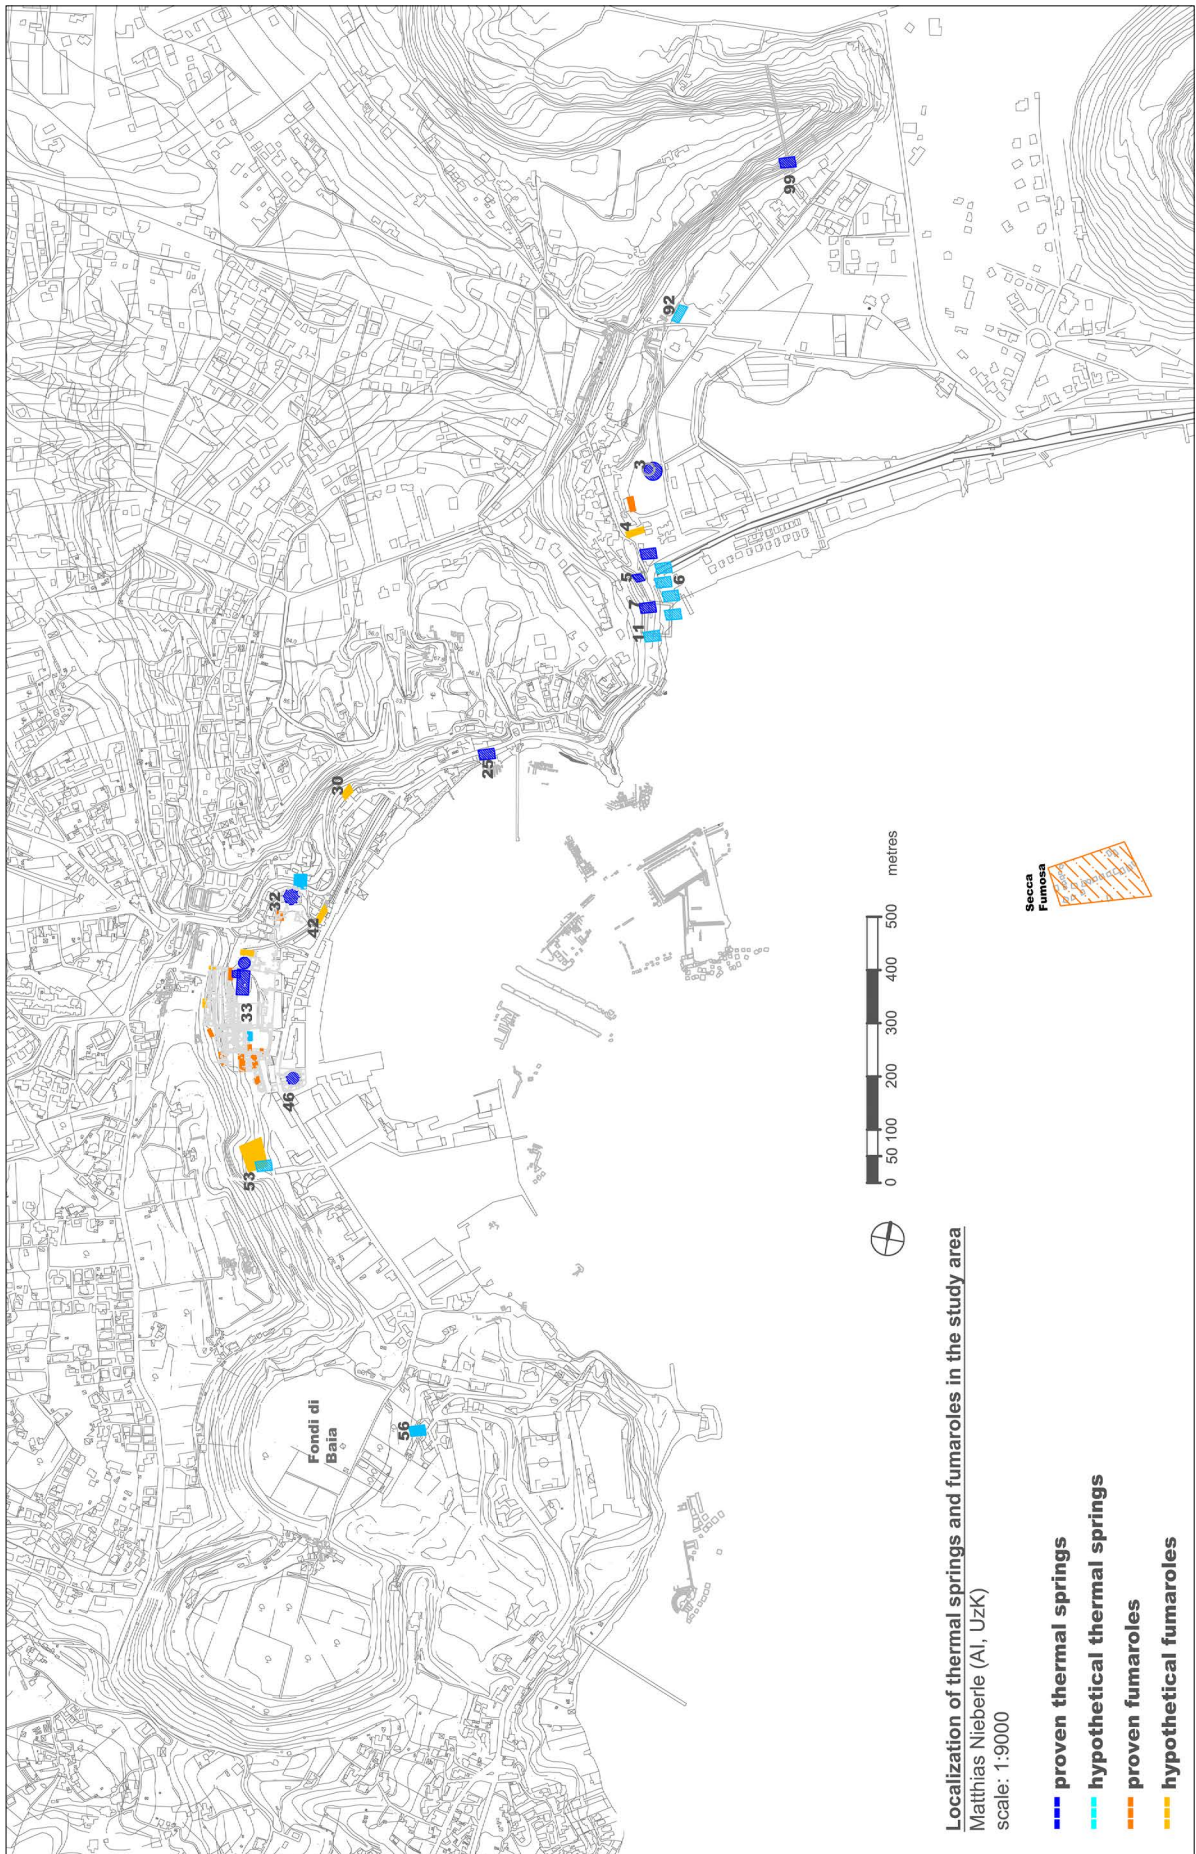 33
53
32
46
Fondi di
Baia
42
30
56
25
4
5
7
11
3
92
6
99
0 50 100 200 300 400 500 metres
Localization of thermal springs and fumaroles in the study area
Matthias Nieberle (AI, UzK)
scale: 1:9000
Secca
Fumosa
proven thermal springs
hypothetical thermal springs
proven fumaroles
hypothetical fumaroles